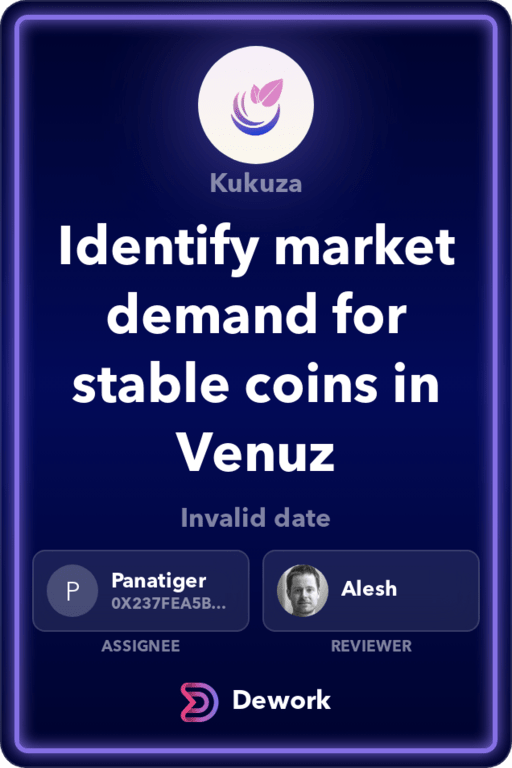 Kukuza
Identify market
demand for
stable coins in
Venuz
Invalid date
P
Panatiger
0X237FEA5B...
ASSIGNEE
Alesh
REVIEWER
Dework